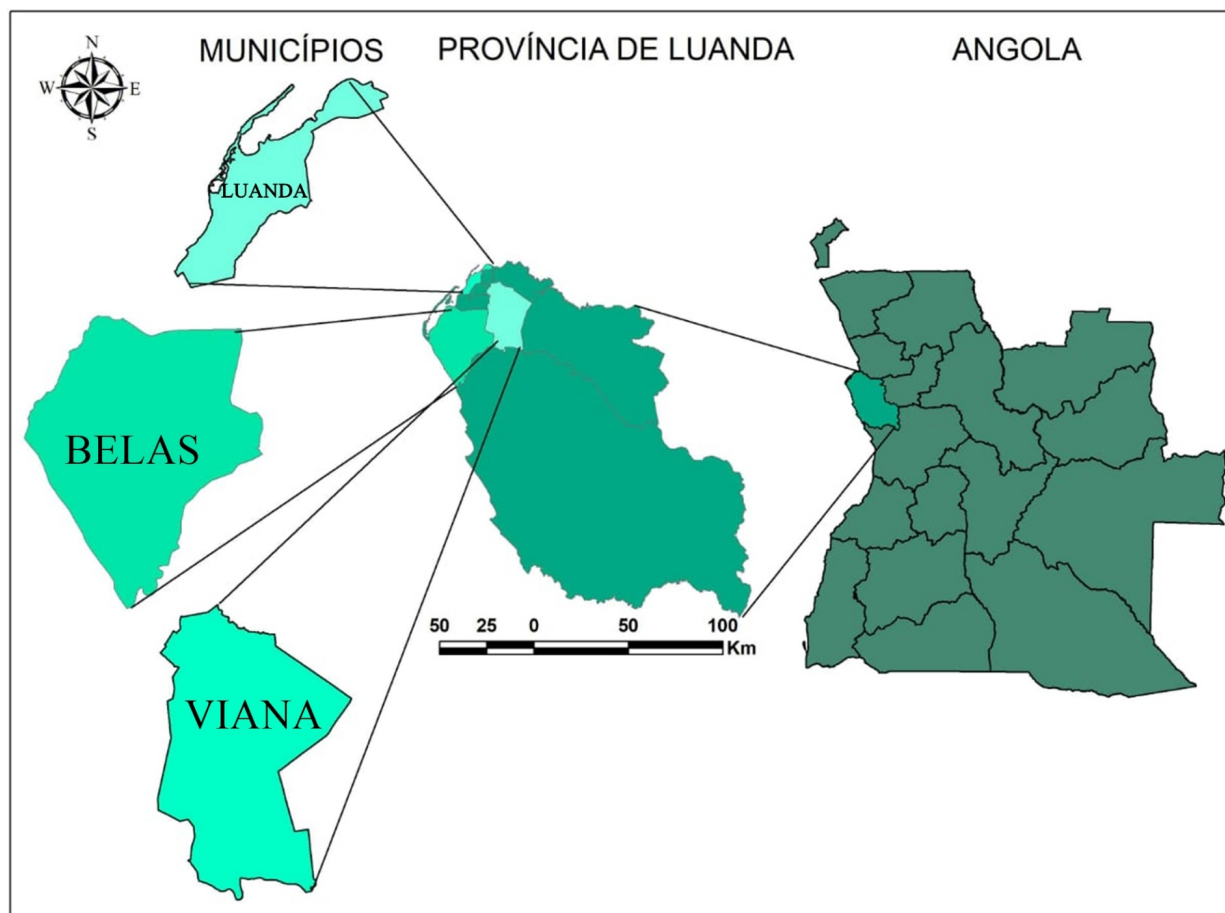 MUNICÍPIOS PROVÍNCIA DE LUANDA ANGOLA
N
W E
S
LUANDA
BELAS
VIANA
50 25 0 50 100
Km